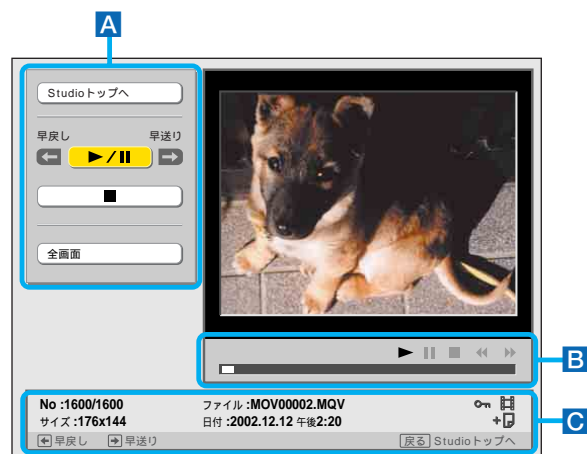 A
Studioトップへ
早戻し 早送り
全画面
B
No :1600/1600 ファイル :MOV00002.MQV
サイズ :176x144 日付 :2002.12.12 午後2:20
C
早戻し 早送り 戻る Studioトップへ